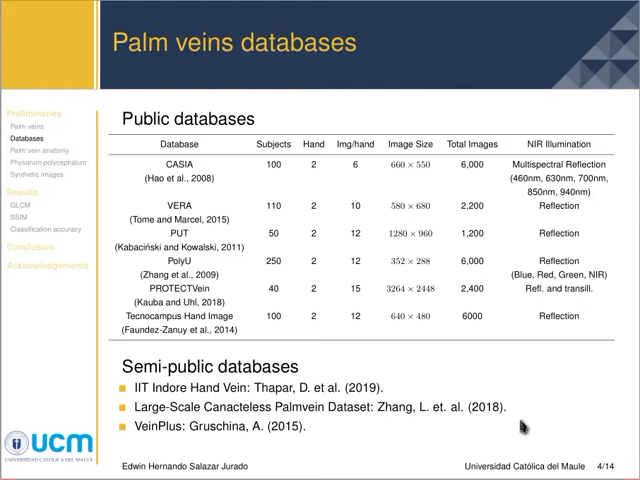 Palm veins databases
Preliminaries
Palm veins
Databases
Palm vein anatomy
Physarum polycephalum
Synthetic images
Results
GLCM
SSIM
Classification accuracy
Conclusion
Acknowledgements
Public databases
Database Subjects Hand Img/hand Image Size Total Images NIR Illumination
CASIA 100 2 6 660 × 550 6,000 Multispectral Reflection
(Hao et al., 2008) (460nm, 630nm, 700nm,
850nm, 940nm)
VERA 110 2 10 580 × 680 2,200 Reflection
(Tome and Marcel, 2015)
PUT 50 2 12 1280 × 960 1,200 Reflection
(Kabaciński and Kowalski, 2011)
PolyU 250 2 12 352 × 288 6,000 Reflection
(Zhang et al., 2009) (Blue, Red, Green, NIR)
PROTECTVein 40 2 15 3264 × 2448 2,400 Refl. and transill.
(Kauba and Uhl, 2018)
Tecnocampus Hand Image 100 2 12 640 × 480 6000 Reflection
(Faundez-Zanuy et al., 2014)
Semi-public databases
IIT Indore Hand Vein: Thapar, D. et al. (2019).
Large-Scale Canacteless Palmvein Dataset: Zhang, L. et. al. (2018).
VeinPlus: Gruschina, A. (2015).
ucm
UNIVERSIDAD CATÓLICA DEL MAULE
Edwin Hernando Salazar Jurado Universidad Católica del Maule 4/14